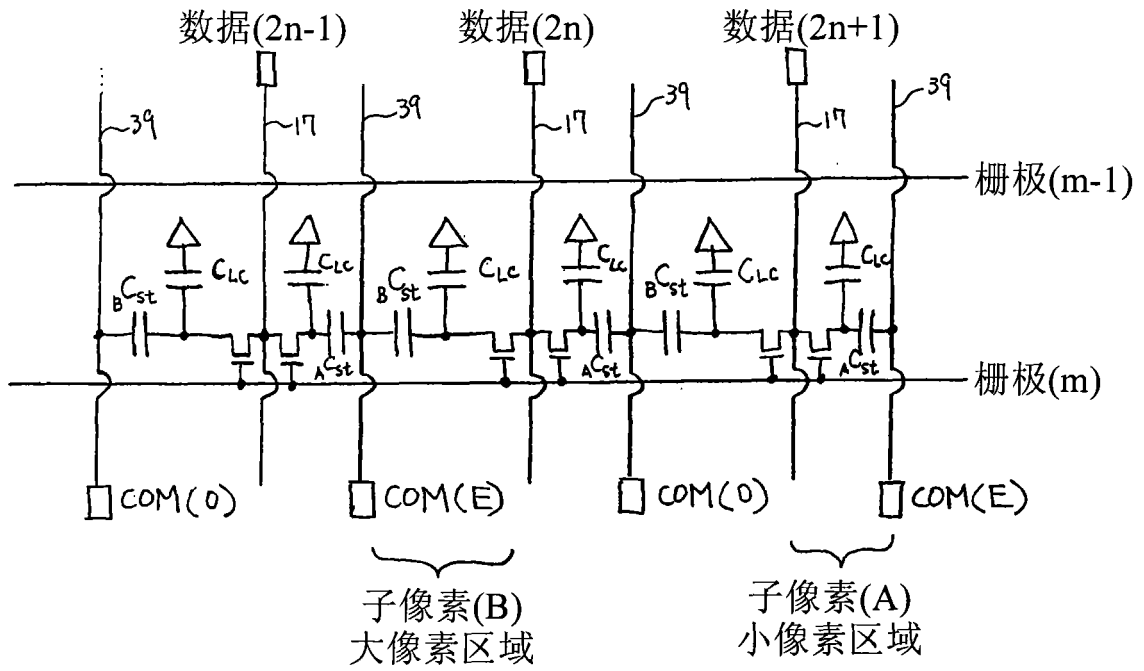 数据(2n-1) 数据(2n) 数据(2n+1)
39 17 39 17 39 17 39
栅极(m-1)
CLC CLC CLC CLC CLC CLC
BCst BCst BCst
ACst ACst ACst
栅极(m)
COM(O) COM(E) COM(O) COM(E)
子像素(B) 子像素(A)
大像素区域 小像素区域